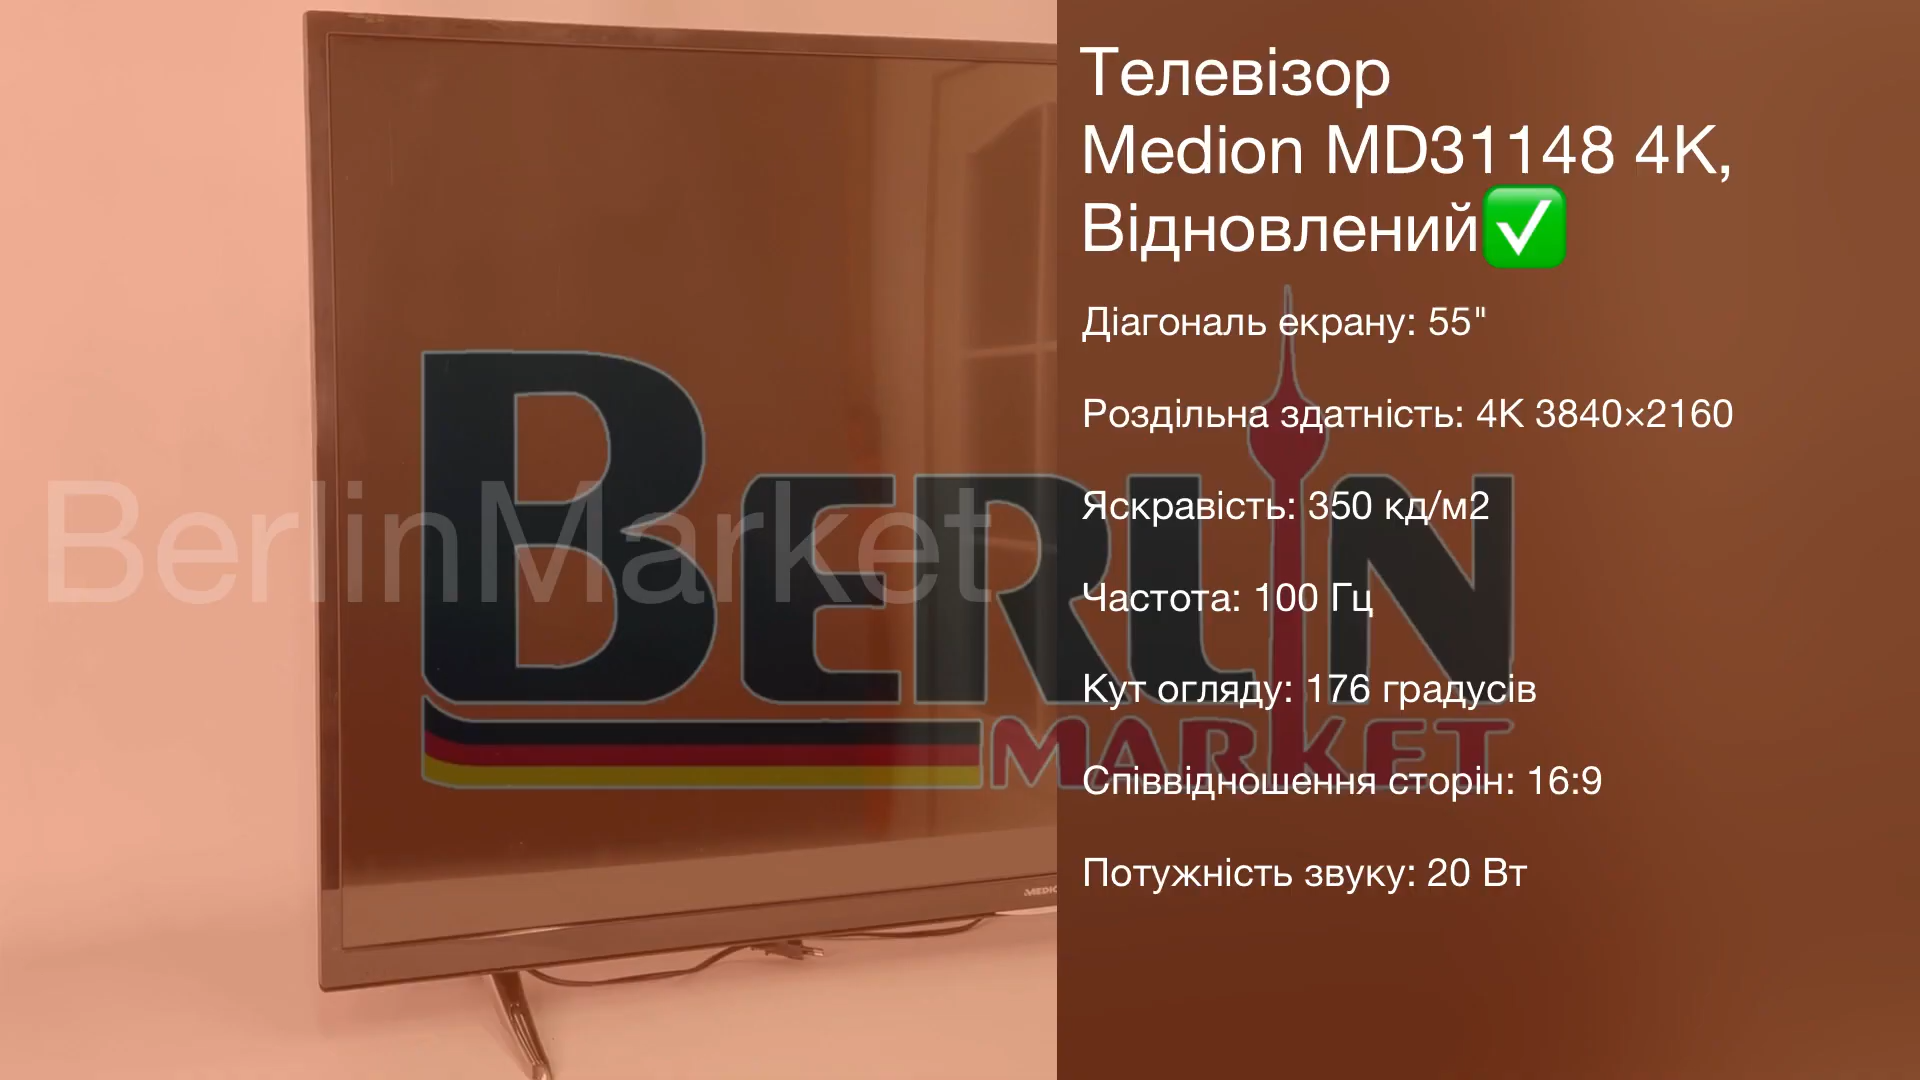 Телевізор
Medion MD31148 4K,
Відновлений✅
Діагональ екрану: 55"
Роздільна здатність: 4K 3840×2160
Яскравість: 350 кд/м2
Частота: 100 Гц
Кут огляду: 176 градусів
Співвідношення сторін: 16:9
Потужність звуку: 20 Вт
BerlinMarket
BERLIN
MARKET